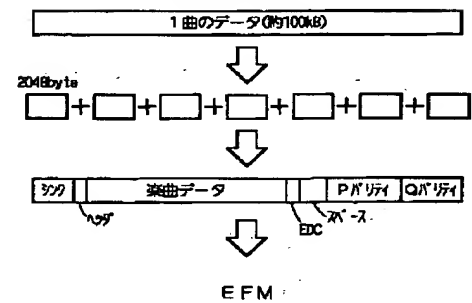 1曲のデータ(約100kB)
2048byte
+ + + + + +
シンク 楽曲データ Pパリティ Qパリティ
ヘッダ EDC スペース
EFM